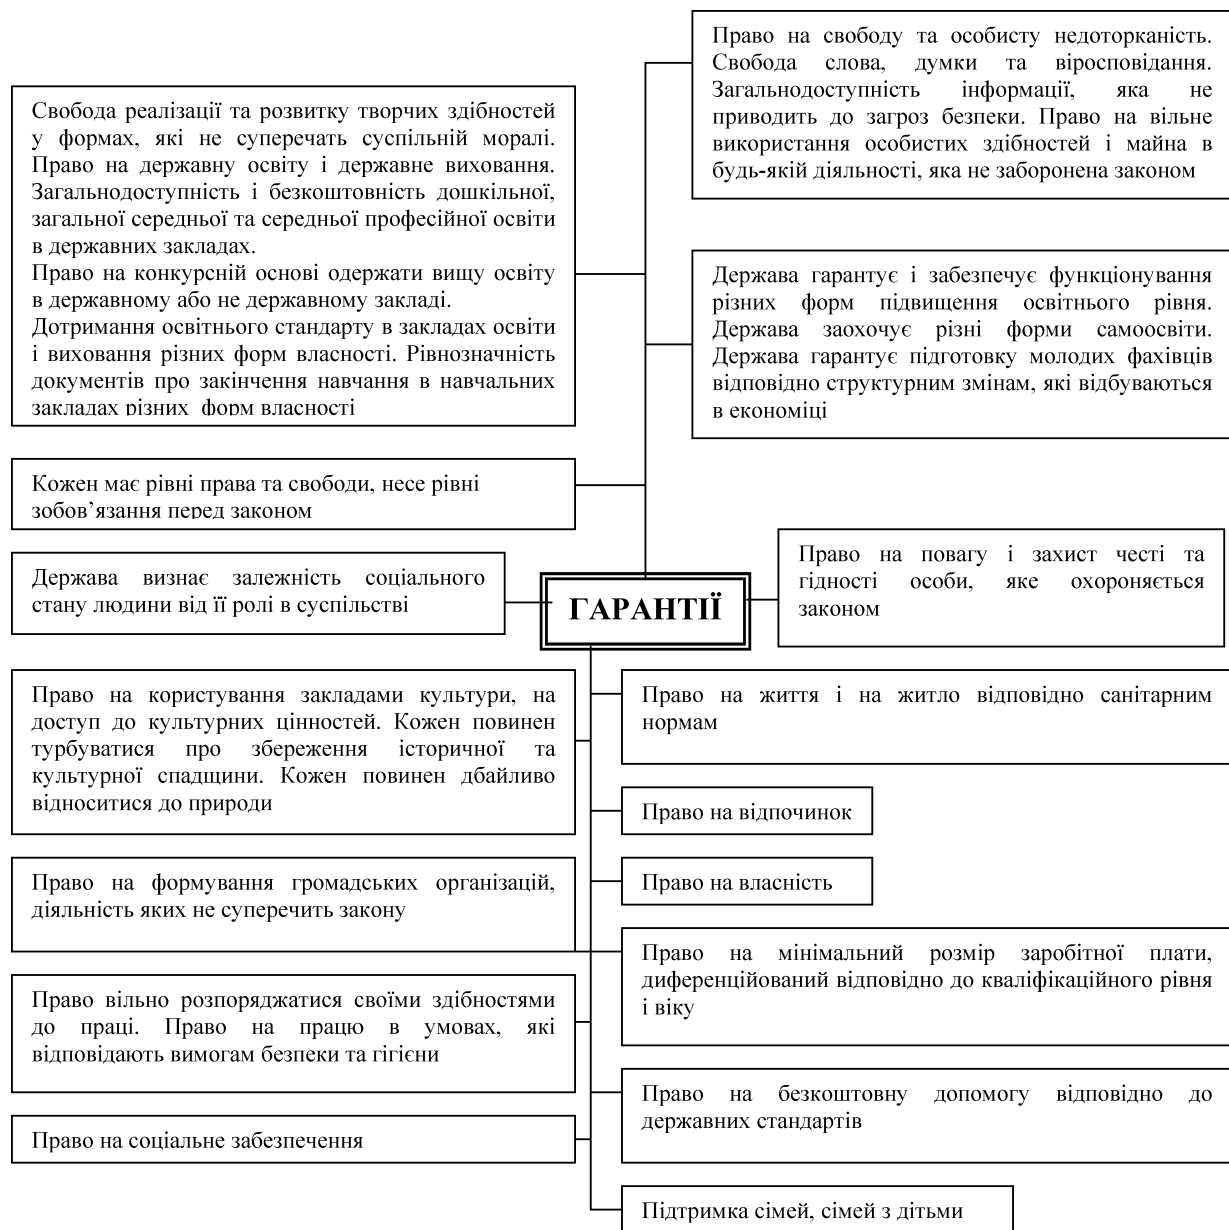 Право на свободу та особисту недоторканість.
Свобода слова, думки та віросповідання.
Загальнодоступність інформації, яка не
приводить до загроз безпеки. Право на вільне
використання особистих здібностей і майна в
будь-якій діяльності, яка не заборонена законом
Свобода реалізації та розвитку творчих здібностей
у формах, які не суперечать суспільній моралі.
Право на державну освіту і державне виховання.
Загальнодоступність і безкоштовність дошкільної,
загальної середньої та середньої професійної освіти
в державних закладах.
Право на конкурсній основі одержати вищу освіту
в державному або не державному закладі.
Дотримання освітнього стандарту в закладах освіти
і виховання різних форм власності. Рівнозначність
документів про закінчення навчання в навчальних
закладах різних форм власності
Держава гарантує і забезпечує функціонування
різних форм підвищення освітнього рівня.
Держава заохочує різні форми самоосвіти.
Держава гарантує підготовку молодих фахівців
відповідно структурним змінам, які відбуваються
в економіці
Кожен має рівні права та свободи, несе рівні
зобов’язання перед законом
Право на повагу і захист честі та
гідності особи, яке охороняється
законом
Держава визнає залежність соціального
стану людини від її ролі в суспільстві
ГАРАНТІЇ
Право на користування закладами культури, на
доступ до культурних цінностей. Кожен повинен
турбуватися про збереження історичної та
культурної спадщини. Кожен повинен дбайливо
відноситися до природи
Право на життя і на житло відповідно санітарним
нормам
Право на відпочинок
Право на формування громадських організацій,
діяльність яких не суперечить закону
Право на власність
Право на мінімальний розмір заробітної плати,
диференційований відповідно до кваліфікаційного рівня
і віку
Право вільно розпоряджатися своїми здібностями
до праці. Право на працю в умовах, які
відповідають вимогам безпеки та гігієни
Право на безкоштовну допомогу відповідно до
державних стандартів
Право на соціальне забезпечення
Підтримка сімей, сімей з дітьми